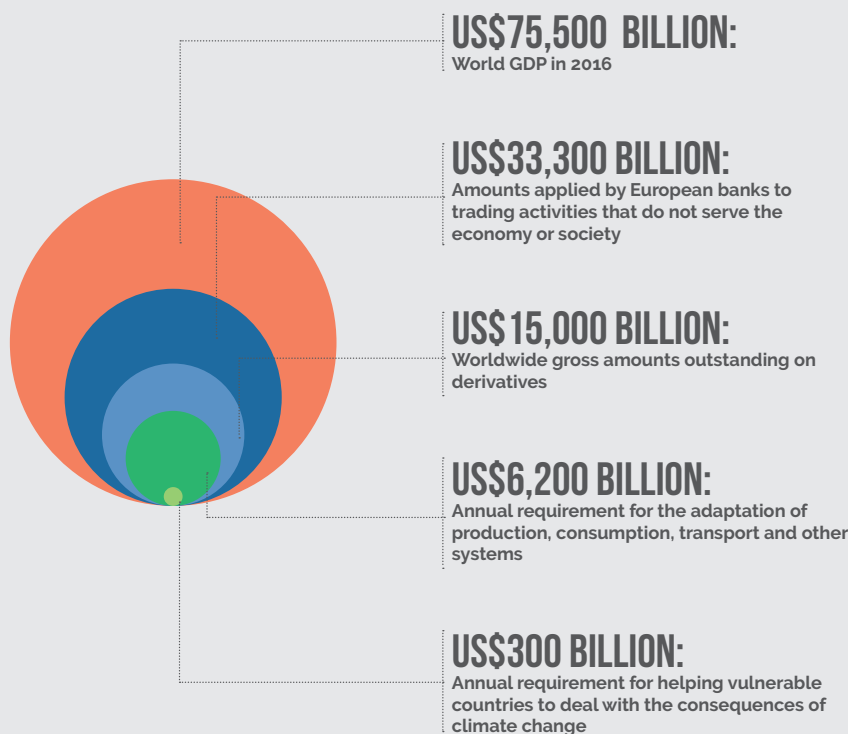 US$75,500 BILLION:
World GDP in 2016
US$33,300 BILLION:
Amounts applied by European banks to
trading activities that do not serve the
economy or society
US$15,000 BILLION:
Worldwide gross amounts outstanding on
derivatives
US$6,200 BILLION:
Annual requirement for the adaptation of
production, consumption, transport and other
systems
US$300 BILLION:
Annual requirement for helping vulnerable
countries to deal with the consequences of
climate change